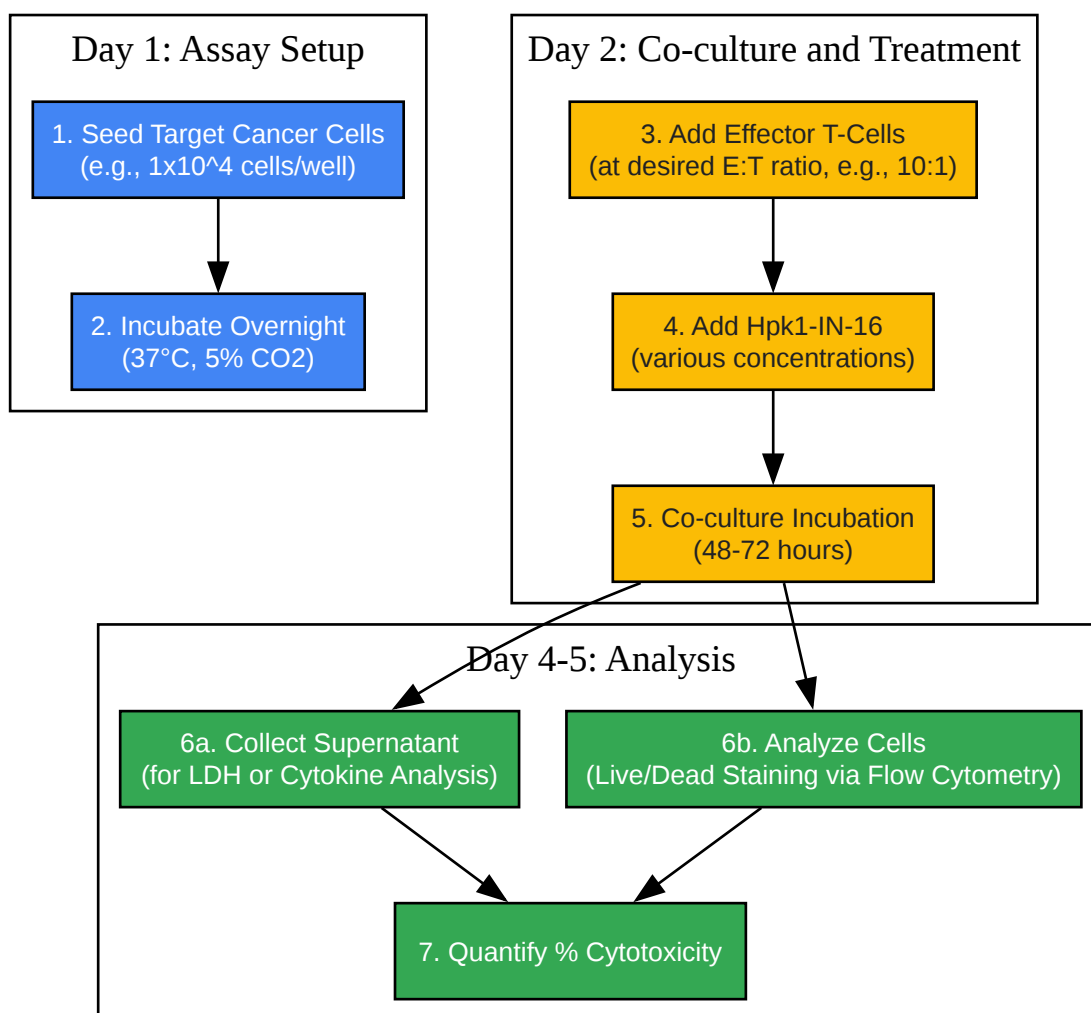 Day 1: Assay Setup
1. Seed Target Cancer Cells
(e.g., 1x10^4 cells/well)
2. Incubate Overnight
(37°C, 5% CO2)
Day 2: Co-culture and Treatment
3. Add Effector T-Cells
(at desired E:T ratio, e.g., 10:1)
4. Add Hpk1-IN-16
(various concentrations)
5. Co-culture Incubation
(48-72 hours)
Day 4-5: Analysis
6a. Collect Supernatant
(for LDH or Cytokine Analysis)
6b. Analyze Cells
(Live/Dead Staining via Flow Cytometry)
7. Quantify % Cytotoxicity